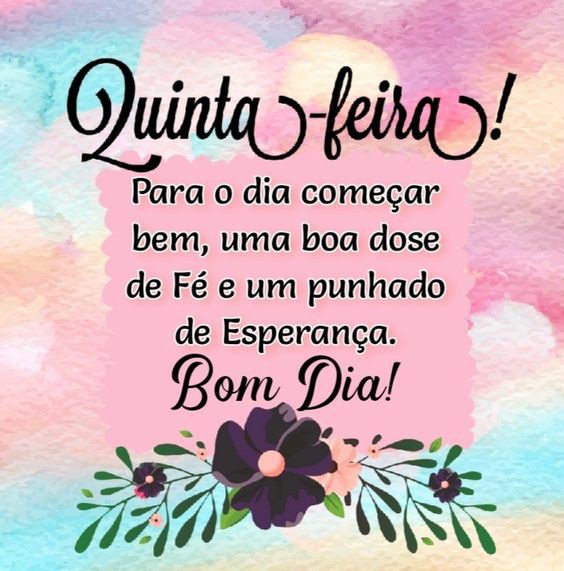 Quinta-feira!
Para o dia começar
bem, uma boa dose
de Fé e um punhado
de Esperança.
Bom Dia!